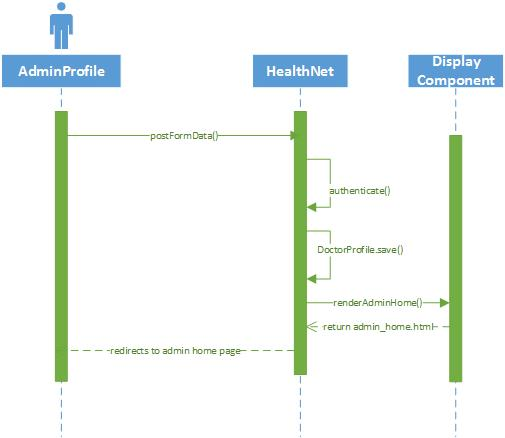 AdminProfile
HealthNet
Display
Component
postFormData()
authenticate()
DoctorProfile.save()
renderAdminHome()
return admin_home.html
redirects to admin home page